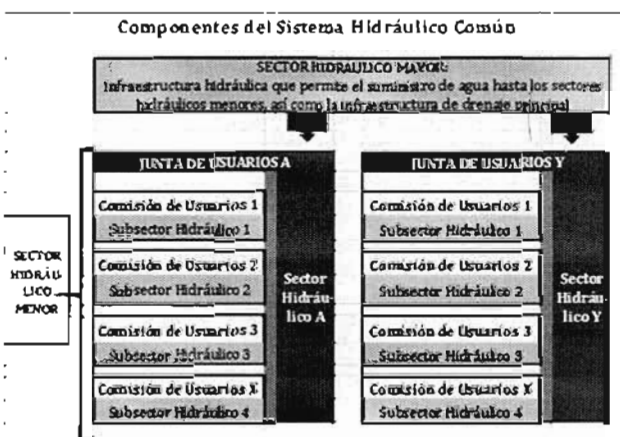 Componentes del Sistema Hidráulico Común
SECTOR HIDRAULICO MAYOR:
Infraestructura hidráulica que permite el suministro de agua hasta los sectores
hidráulicos menores, así como la infraestructura de drenaje principal
JUNTA DE USUARIOS A
Comisión de Usuarios 1
Subsector Hidráulico 1
Comisión de Usuarios 2
Subsector Hidráulico 2
Comisión de Usuarios 3
Subsector Hidráulico 3
Comisión de Usuarios X
Subsector Hidráulico 4
Sector
Hidráu-
lico A
JUNTA DE USUARIOS Y
Comisión de Usuarios 1
Subsector Hidráulico 1
Comisión de Usuarios 2
Subsector Hidráulico 2
Comisión de Usuarios 3
Subsector Hidráulico 3
Comisión de Usuarios X
Subsector Hidráulico 4
Sector
Hidráu-
lico Y
SECTOR
HIDRÁU-
LICO
MENOR